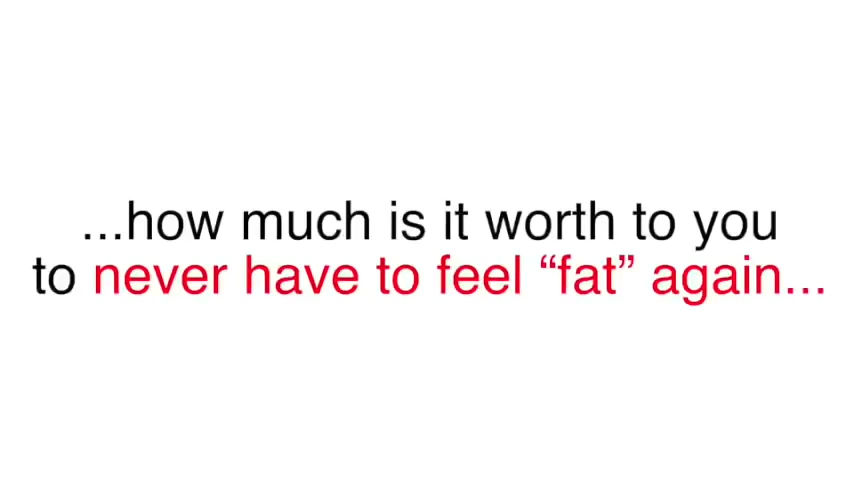 ...how much is it worth to you
to never have to feel “fat” again...